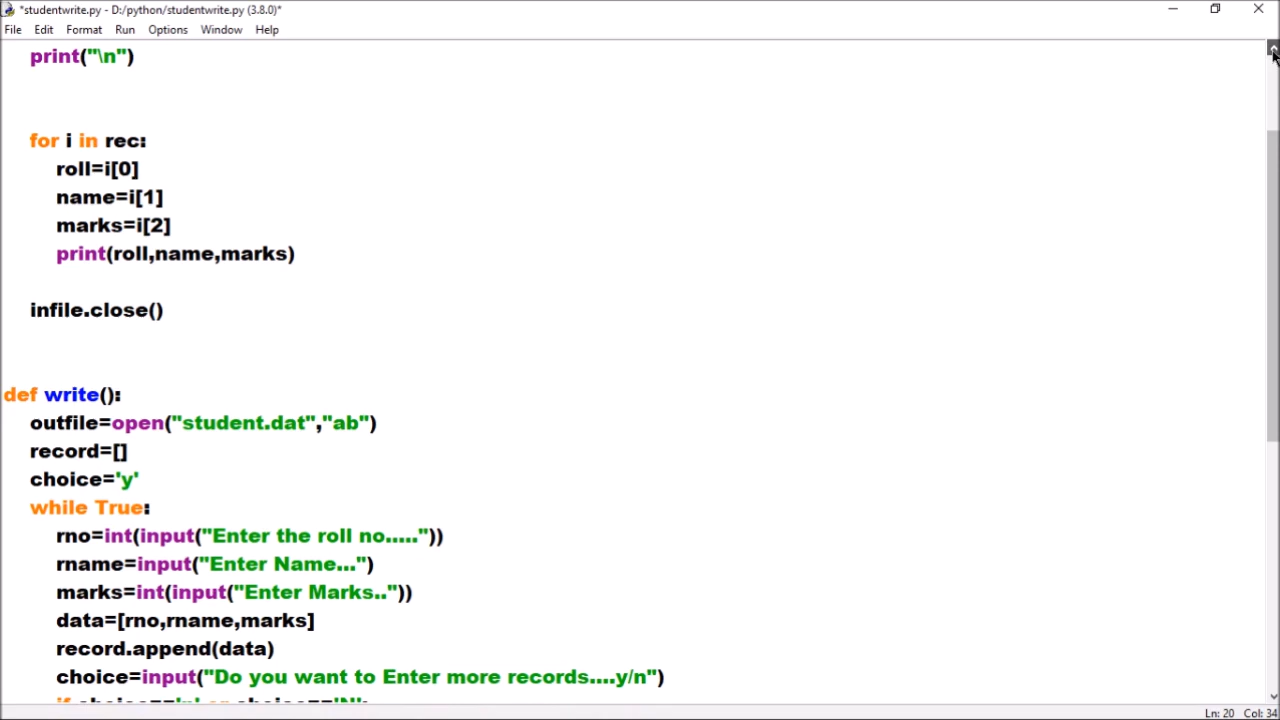 *studentwrite.py - D:/python/studentwrite.py (3.8.0)*
File Edit Format Run Options Window Help
print("\n")
for i in rec:
roll=i[0]
name=i[1]
marks=i[2]
print(roll,name,marks)
infile.close()
def write():
outfile=open("student.dat","ab")
record=[]
choice='y'
while True:
rno=int(input("Enter the roll no....."))
rname=input("Enter Name...")
marks=int(input("Enter Marks.."))
data=[rno,rname,marks]
record.append(data)
choice=input("Do you want to Enter more records....y/n")
if choice=='n' or choice=='N':
Ln: 20 Col: 34